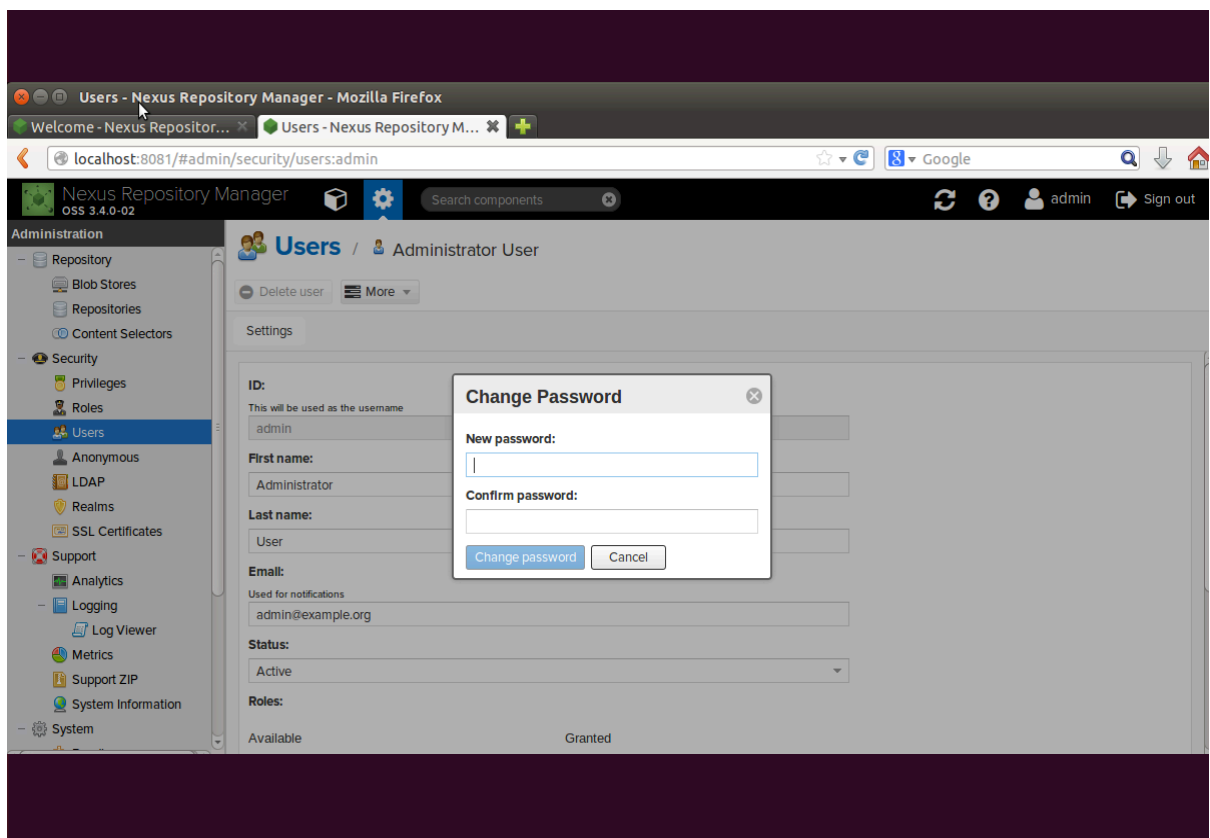 Users - Nexus Repository Manager - Mozilla Firefox
Welcome - Nexus Repositor... Users - Nexus Repository M...
localhost:8081/#admin/security/users:admin Google
Nexus Repository Manager
OSS 3.4.0-02
Search components
admin Sign out
Administration
Repository
Blob Stores
Repositories
Content Selectors
Security
Privileges
Roles
Users
Anonymous
LDAP
Realms
SSL Certificates
Support
Analytics
Logging
Log Viewer
Metrics
Support ZIP
System Information
System
Users / Administrator User
Delete user More
Settings
ID:
This will be used as the username
admin
First name:
Administrator
Last name:
User
Email:
Used for notifications
admin@example.org
Status:
Active
Roles:
Available Granted
Change Password
New password:
Confirm password:
Change password Cancel